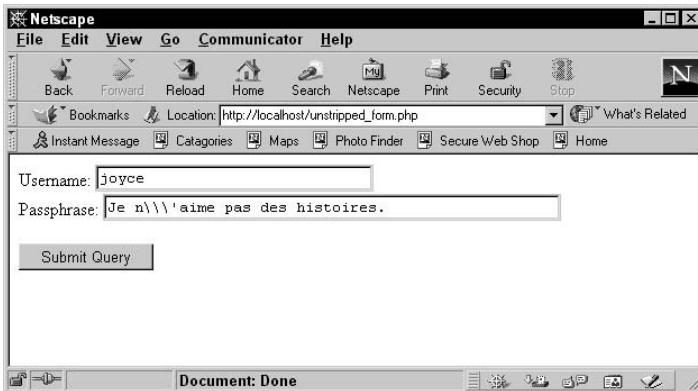 Netscape
File Edit View Go Communicator Help
Back Forward Reload Home Search Netscape Print Security Stop
My
N
Bookmarks Location: http://localhost/unstripped_form.php What's Related
Instant Message Catagories Maps Photo Finder Secure Web Shop Home
Username: joyce
Passphrase: Je n\\\'aime pas des histoires.
Submit Query
Document: Done